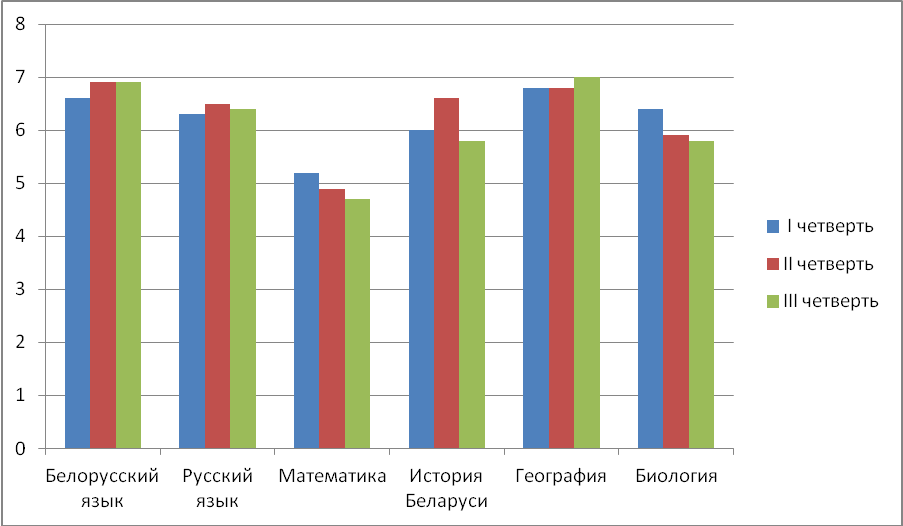 8
7
6
5
4
3
2
1
0
Белорусский
язык
Русский
язык
Математика
История
Беларуси
География
Биология
I четверть
II четверть
III четверть